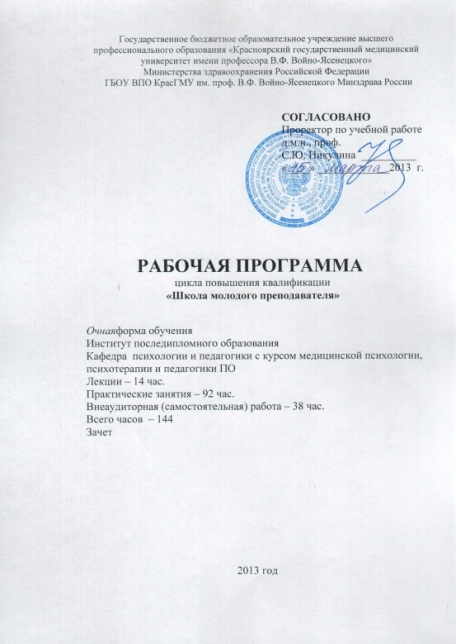 Государственное бюджетное образовательное учреждение высшего
профессионального образования «Красноярский государственный медицинский
университет имени профессора В.Ф. Войно-Ясенецкого»
Министерства здравоохранения Российской Федерации
ГБОУ ВПО КрасГМУ им. проф. В.Ф. Войно-Ясенецкого Минздрава России
СОГЛАСОВАНО
Проректор по учебной работе
д.м.н., проф.
С.Ю. Никулина
«15» марта 2013 г.
РАБОЧАЯ ПРОГРАММА
цикла повышения квалификации
«Школа молодого преподавателя»
Очнаяформа обучения
Институт последипломного образования
Кафедра психологии и педагогики с курсом медицинской психологии,
психотерапии и педагогики ПО
Лекции – 14 час.
Практические занятия – 92 час.
Внеаудиторная (самостоятельная) работа – 38 час.
Всего часов – 144
Зачет
2013 год